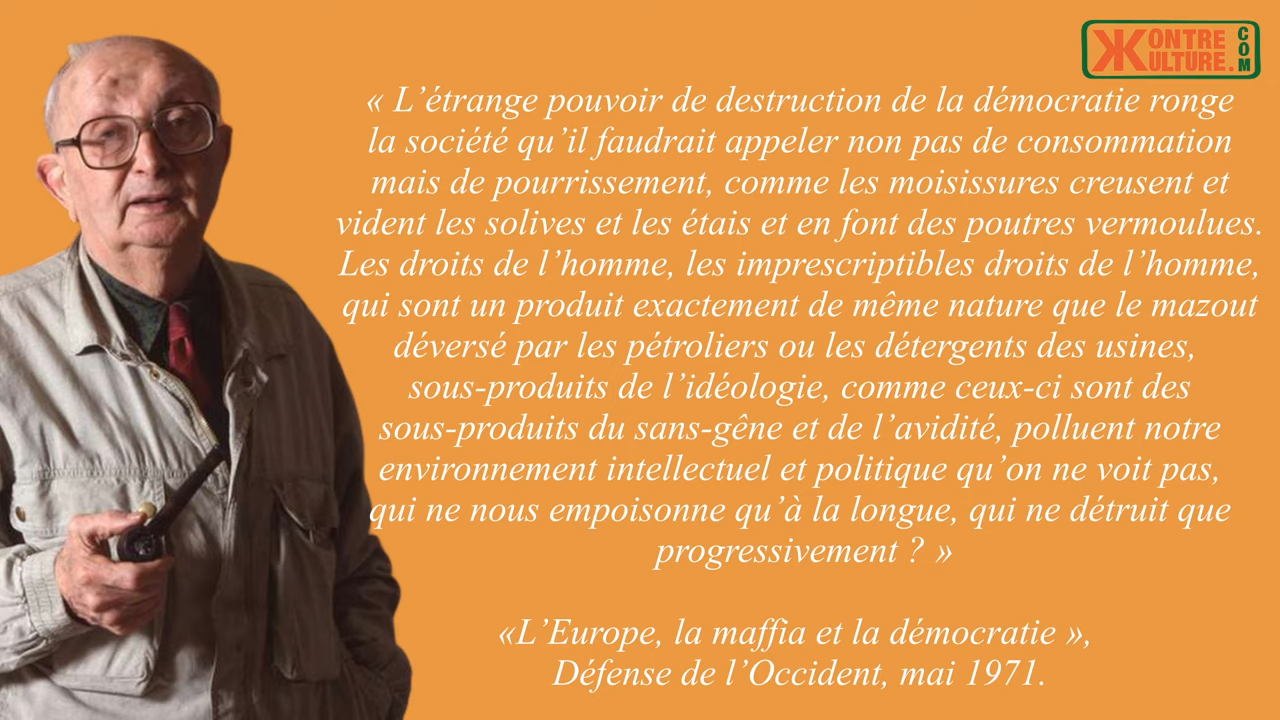 KONTRE
KULTURE.
COM
« L’étrange pouvoir de destruction de la démocratie ronge
la société qu’il faudrait appeler non pas de consommation
mais de pourrissement, comme les moisissures creusent et
vident les solives et les étais et en font des poutres vermoulues.
Les droits de l’homme, les imprescriptibles droits de l’homme,
qui sont un produit exactement de même nature que le mazout
déversé par les pétroliers ou les détergents des usines,
sous-produits de l’idéologie, comme ceux-ci sont des
sous-produits du sans-gêne et de l’avidité, polluent notre
environnement intellectuel et politique qu’on ne voit pas,
qui ne nous empoisonne qu’à la longue, qui ne détruit que
progressivement ? »
«L’Europe, la maffia et la démocratie »,
Défense de l’Occident, mai 1971.